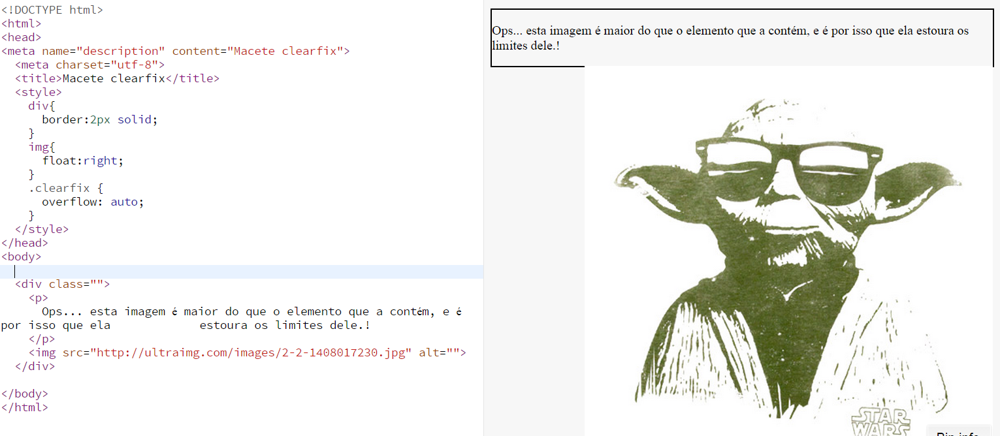 <!DOCTYPE html>
<html>
<head>
<meta name="description" content="Macete clearfix">
<meta charset="utf-8">
<title>Macete clearfix</title>
<style>
div{
border:2px solid;
}
img{
float:right;
}
.clearfix {
overflow: auto;
}
</style>
</head>
<body>
<div class="">
<p>
Ops... esta imagem é maior do que o elemento que a contém, e é
por isso que ela             estoura os limites dele.!
</p>
<img src="http://ultraimg.com/images/2-2-1408017230.jpg" alt="">
</div>
</body>
</html>
Ops... esta imagem é maior do que o elemento que a contém, e é por isso que ela estoura os
limites dele.!
STAR
WARS